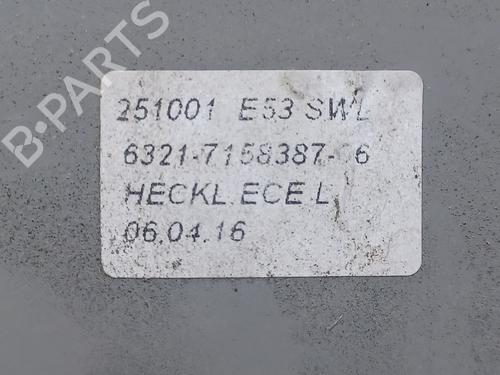 B-PARTS
251001 E53 SWL
6321-7158387-06
HECKL.ECE L
06.04.16